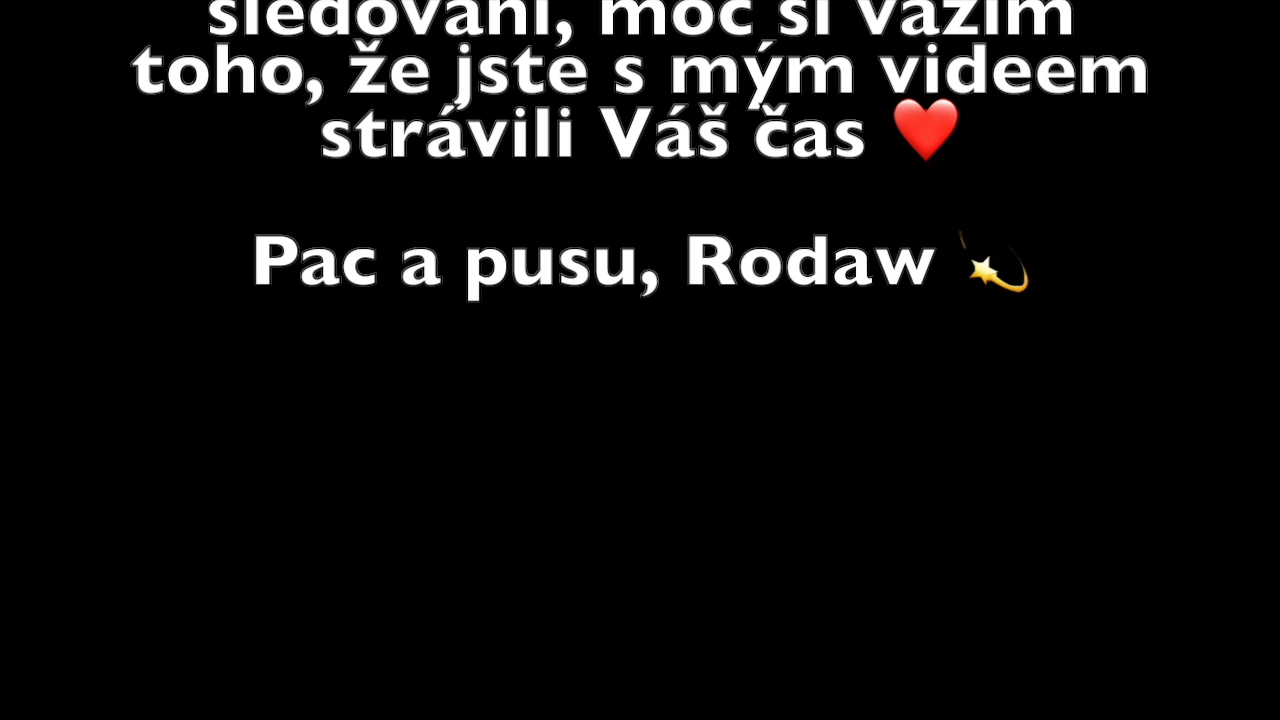 sledování, moc si vážím
toho, že jste s mým videem
strávili Váš čas ❤️
Pac a pusu, Rodaw 💫